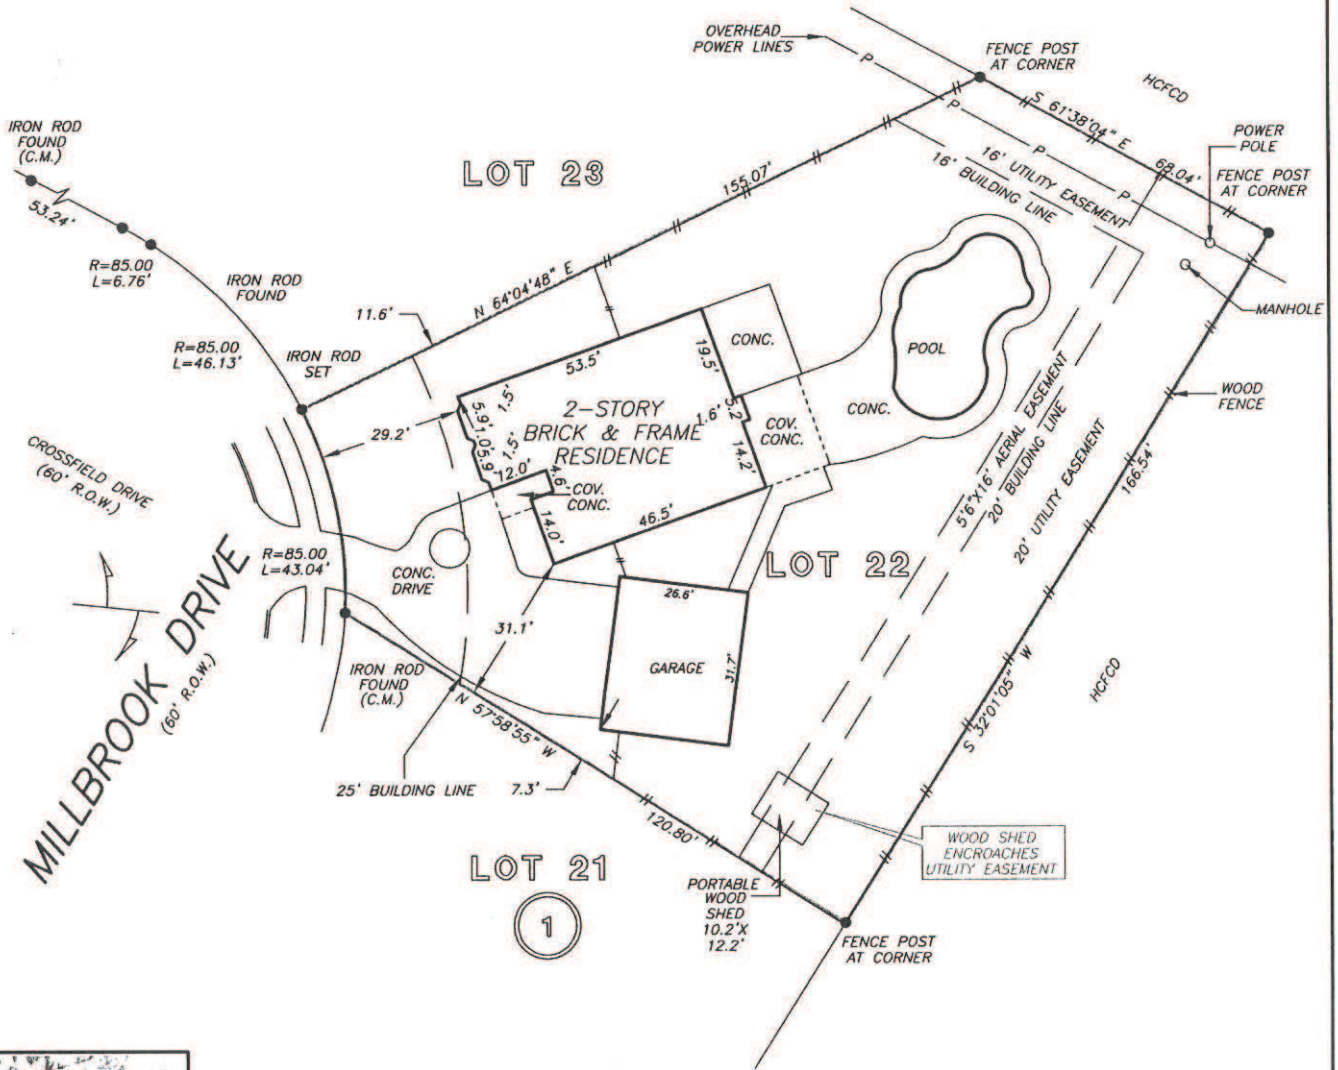 OVERHEAD
POWER LINES
FENCE POST
AT CORNER
HCFCD
POWER
POLE
FENCE POST
AT CORNER
IRON ROD
FOUND
(C.M.)
53.24'
R=85.00
L=6.76'
IRON ROD
FOUND
LOT 23
155.07'
N 64°04'48" E
P
P
P
P
S 61°38'04" E
68.04'
16' UTILITY EASEMENT
16' BUILDING LINE
MANHOLE
11.6'
R=85.00
L=46.13'
IRON ROD
SET
53.5'
19.5'
CONC.
POOL
WOOD
FENCE
29.2'
5.9'
1.5'
1.0'
1.5'
5.9'
2-STORY
BRICK & FRAME
RESIDENCE
1.6'
5.2'
14.2'
COV.
CONC.
CONC.
12.0'
4.6'
COV.
CONC.
14.0'
46.5'
5'6"X16' AERIAL EASEMENT
20' BUILDING LINE
20' UTILITY EASEMENT
166.54'
S 32°01'05" W
CROSSFIELD DRIVE
(60' R.O.W.)
R=85.00
L=43.04'
CONC.
DRIVE
LOT 22
26.6'
31.7'
GARAGE
31.1'
MILLBROOK DRIVE
(60' R.O.W.)
IRON ROD
FOUND
(C.M.)
N 57°58'55" W
HCFCD
25' BUILDING LINE
7.3'
120.80'
LOT 21
1
PORTABLE
WOOD
SHED
10.2'X
12.2'
WOOD SHED
ENCROACHES
UTILITY EASEMENT
FENCE POST
AT CORNER